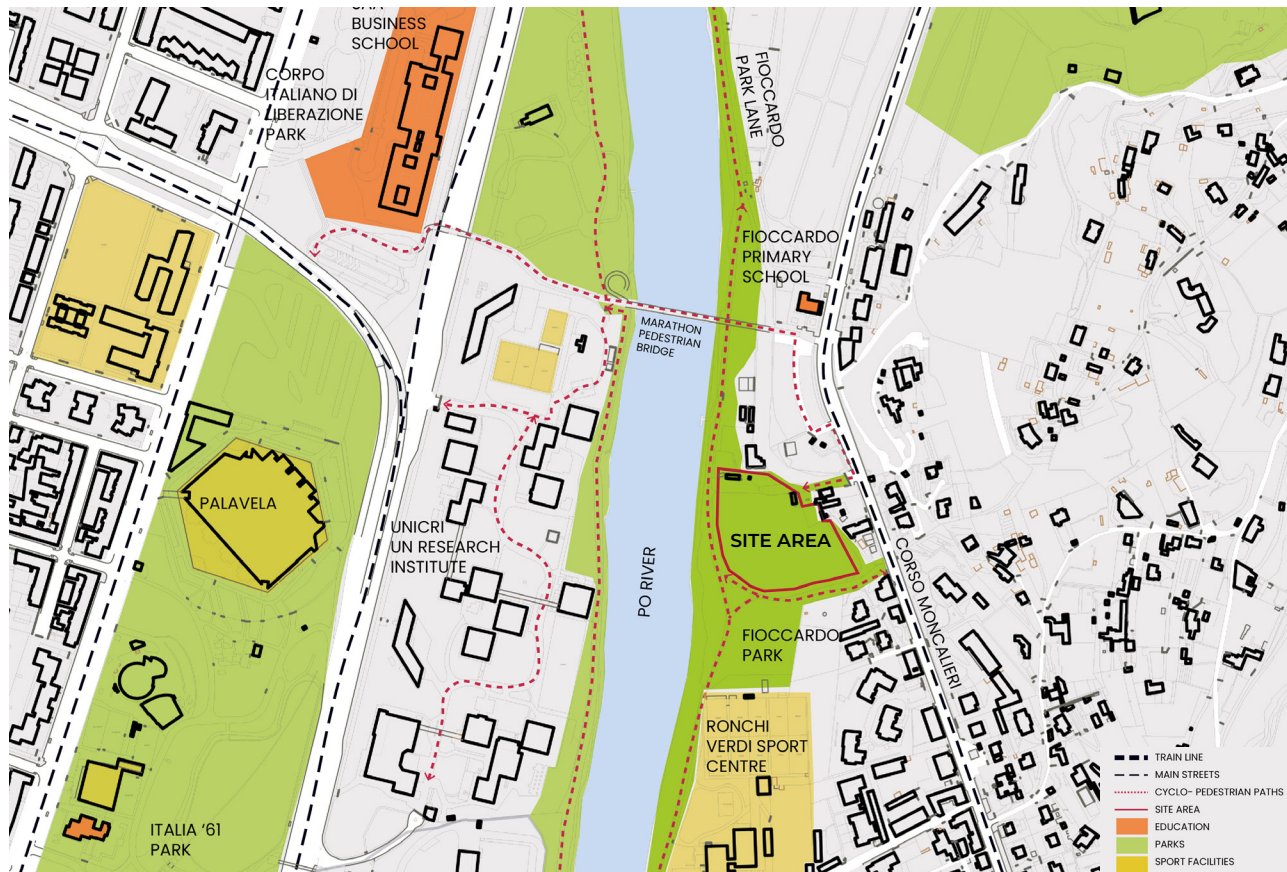 BUSINESS
SCHOOL
CORPO
ITALIANO DI
LIBERAZIONE
PARK
FIOCCARDO
PARK LANE
FIOCCARDO
PRIMARY
SCHOOL
MARATHON
PEDESTRIAN
BRIDGE
PALAVELA
UNICRI
UN RESEARCH
INSTITUTE
PO RIVER
SITE AREA
CORSO MONCALIERI
FIOCCARDO
PARK
RONCHI
VERDI SPORT
CENTRE
ITALIA ‘61
PARK
TRAIN LINE
MAIN STREETS
CYCLO- PEDESTRIAN PATHS
SITE AREA
EDUCATION
PARKS
SPORT FACILITIES